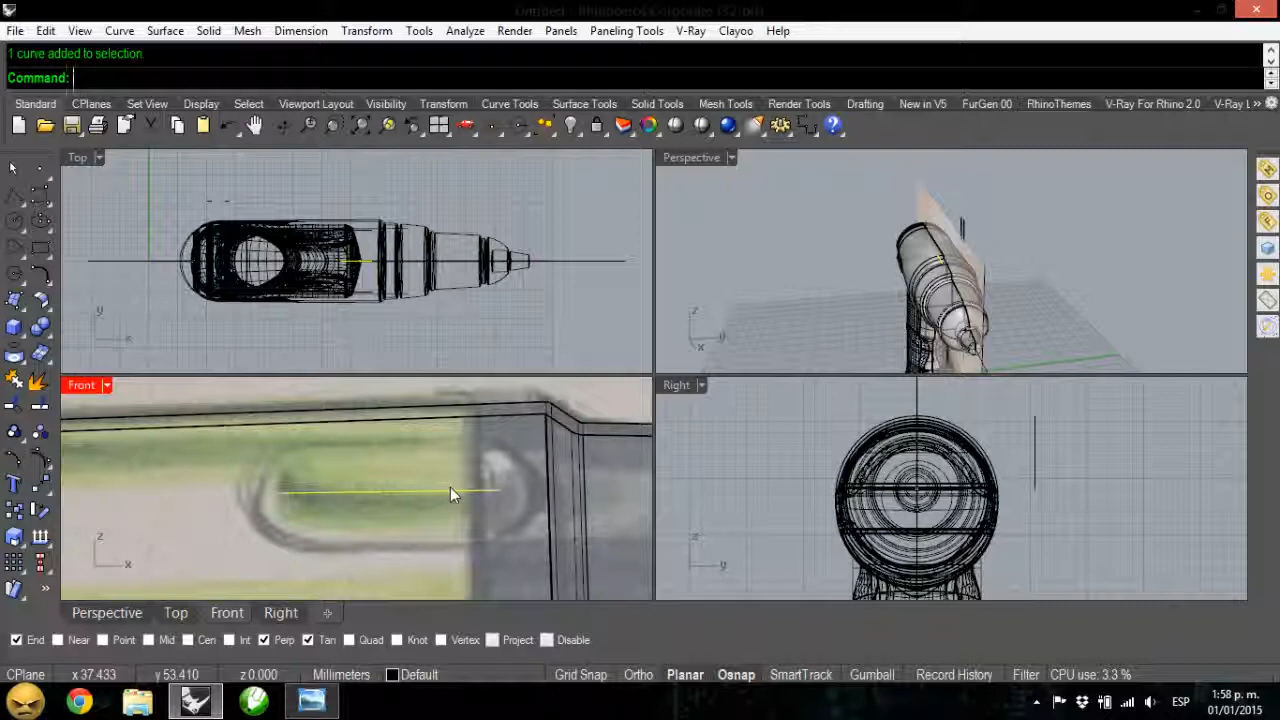 Untitled - Rhinoceros Corporate (32-bit)
File Edit View Curve Surface Solid Mesh Dimension Transform Tools Analyze Render Panels Paneling Tools V-Ray Clayoo Help
1 curve added to selection.
Command:
Standard CPlanes Set View Display Select Viewport Layout Visibility Transform Curve Tools Surface Tools Solid Tools Mesh Tools Render Tools Drafting New in V5 FurGen 00 RhinoThemes V-Ray For Rhino 2.0 V-Ray L
Top
Perspective
y
x
z
y
x
Front
Right
z
x
z
y
Perspective Top Front Right
End Near Point Mid Cen Int Perp Tan Quad Knot Vertex Project Disable
CPlane x 37.433 y 53.410 z 0.000 Millimeters Default Grid Snap Ortho Planar Osnap SmartTrack Gumball Record History Filter CPU use: 3.3 %
ESP
1:58 p. m.
01/01/2015